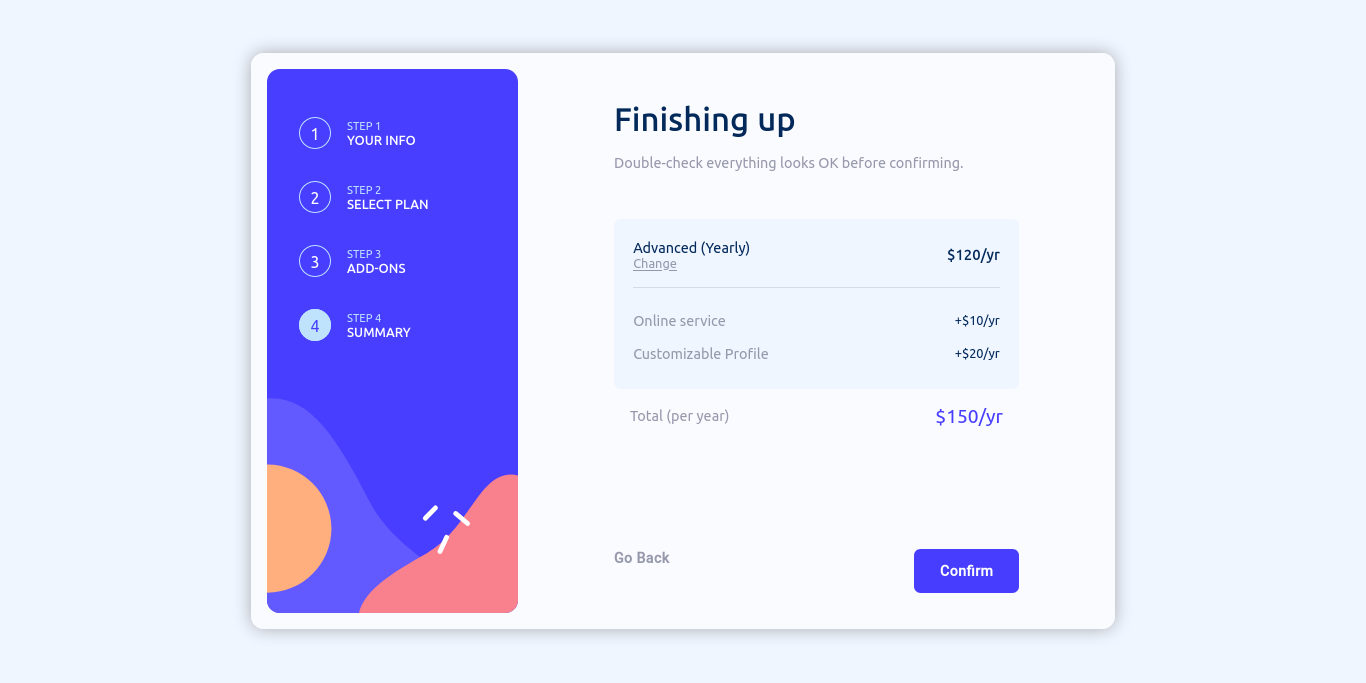 1
STEP 1
YOUR INFO
2
STEP 2
SELECT PLAN
3
STEP 3
ADD-ONS
4
STEP 4
SUMMARY
Finishing up
Double-check everything looks OK before confirming.
Advanced (Yearly)
Change
$120/yr
Online service +$10/yr
Customizable Profile +$20/yr
Total (per year) $150/yr
Go Back
Confirm